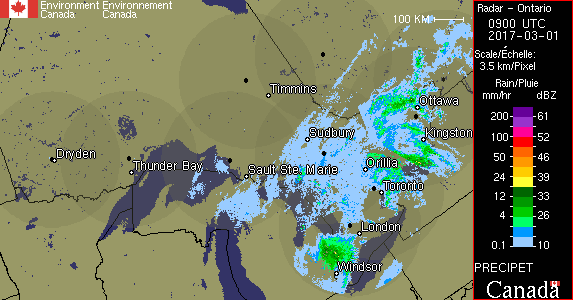 Environment Environnement
Canada Canada
Radar - Ontario
0900 UTC
2017-03-01
100 KM
Scale/Échelle:
3.5 km/Pixel
Rain/Pluie
mm/hr dBZ
200 61
100 52
50 46
24 39
12 33
4 26
0.1 10
Timmins
Ottawa
Sudbury
Kingston
Dryden
Thunder Bay
Sault Ste. Marie
Orillia
Toronto
London
Windsor
PRECIPET
Canada